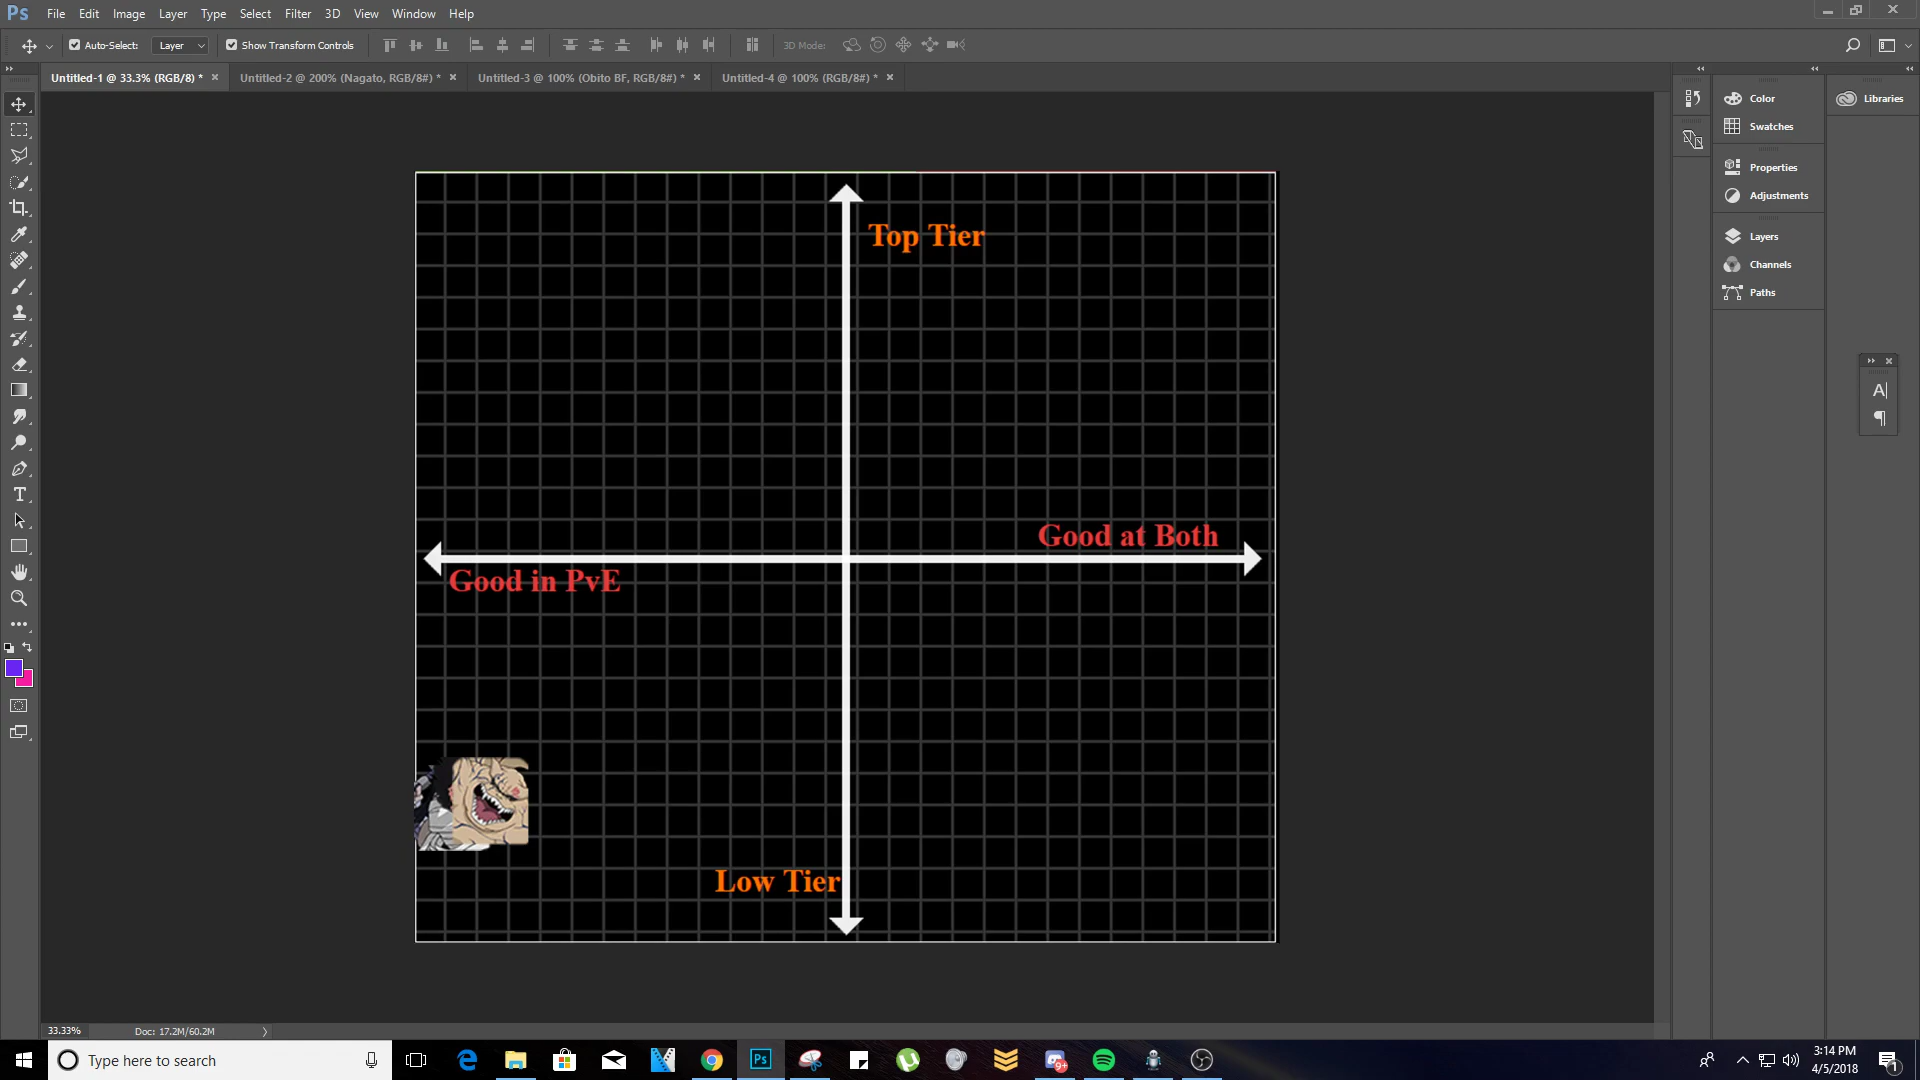 Ps File Edit Image Layer Type Select Filter 3D View Window Help
Auto-Select: Layer Show Transform Controls 3D Mode:
Untitled-1 @ 33.3% (RGB/8) * × Untitled-2 @ 200% (Nagato, RGB/8#) * × Untitled-3 @ 100% (Obito BF, RGB/8#) * × Untitled-4 @ 100% (RGB/8#) * ×
Color
Libraries
Swatches
Properties
Adjustments
Layers
Channels
Paths
Top Tier
Good at Both
Good in PvE
Low Tier
33.33% Doc: 17.2M/60.2M
Type here to search
Ps
9+
3:14 PM
4/5/2018
1